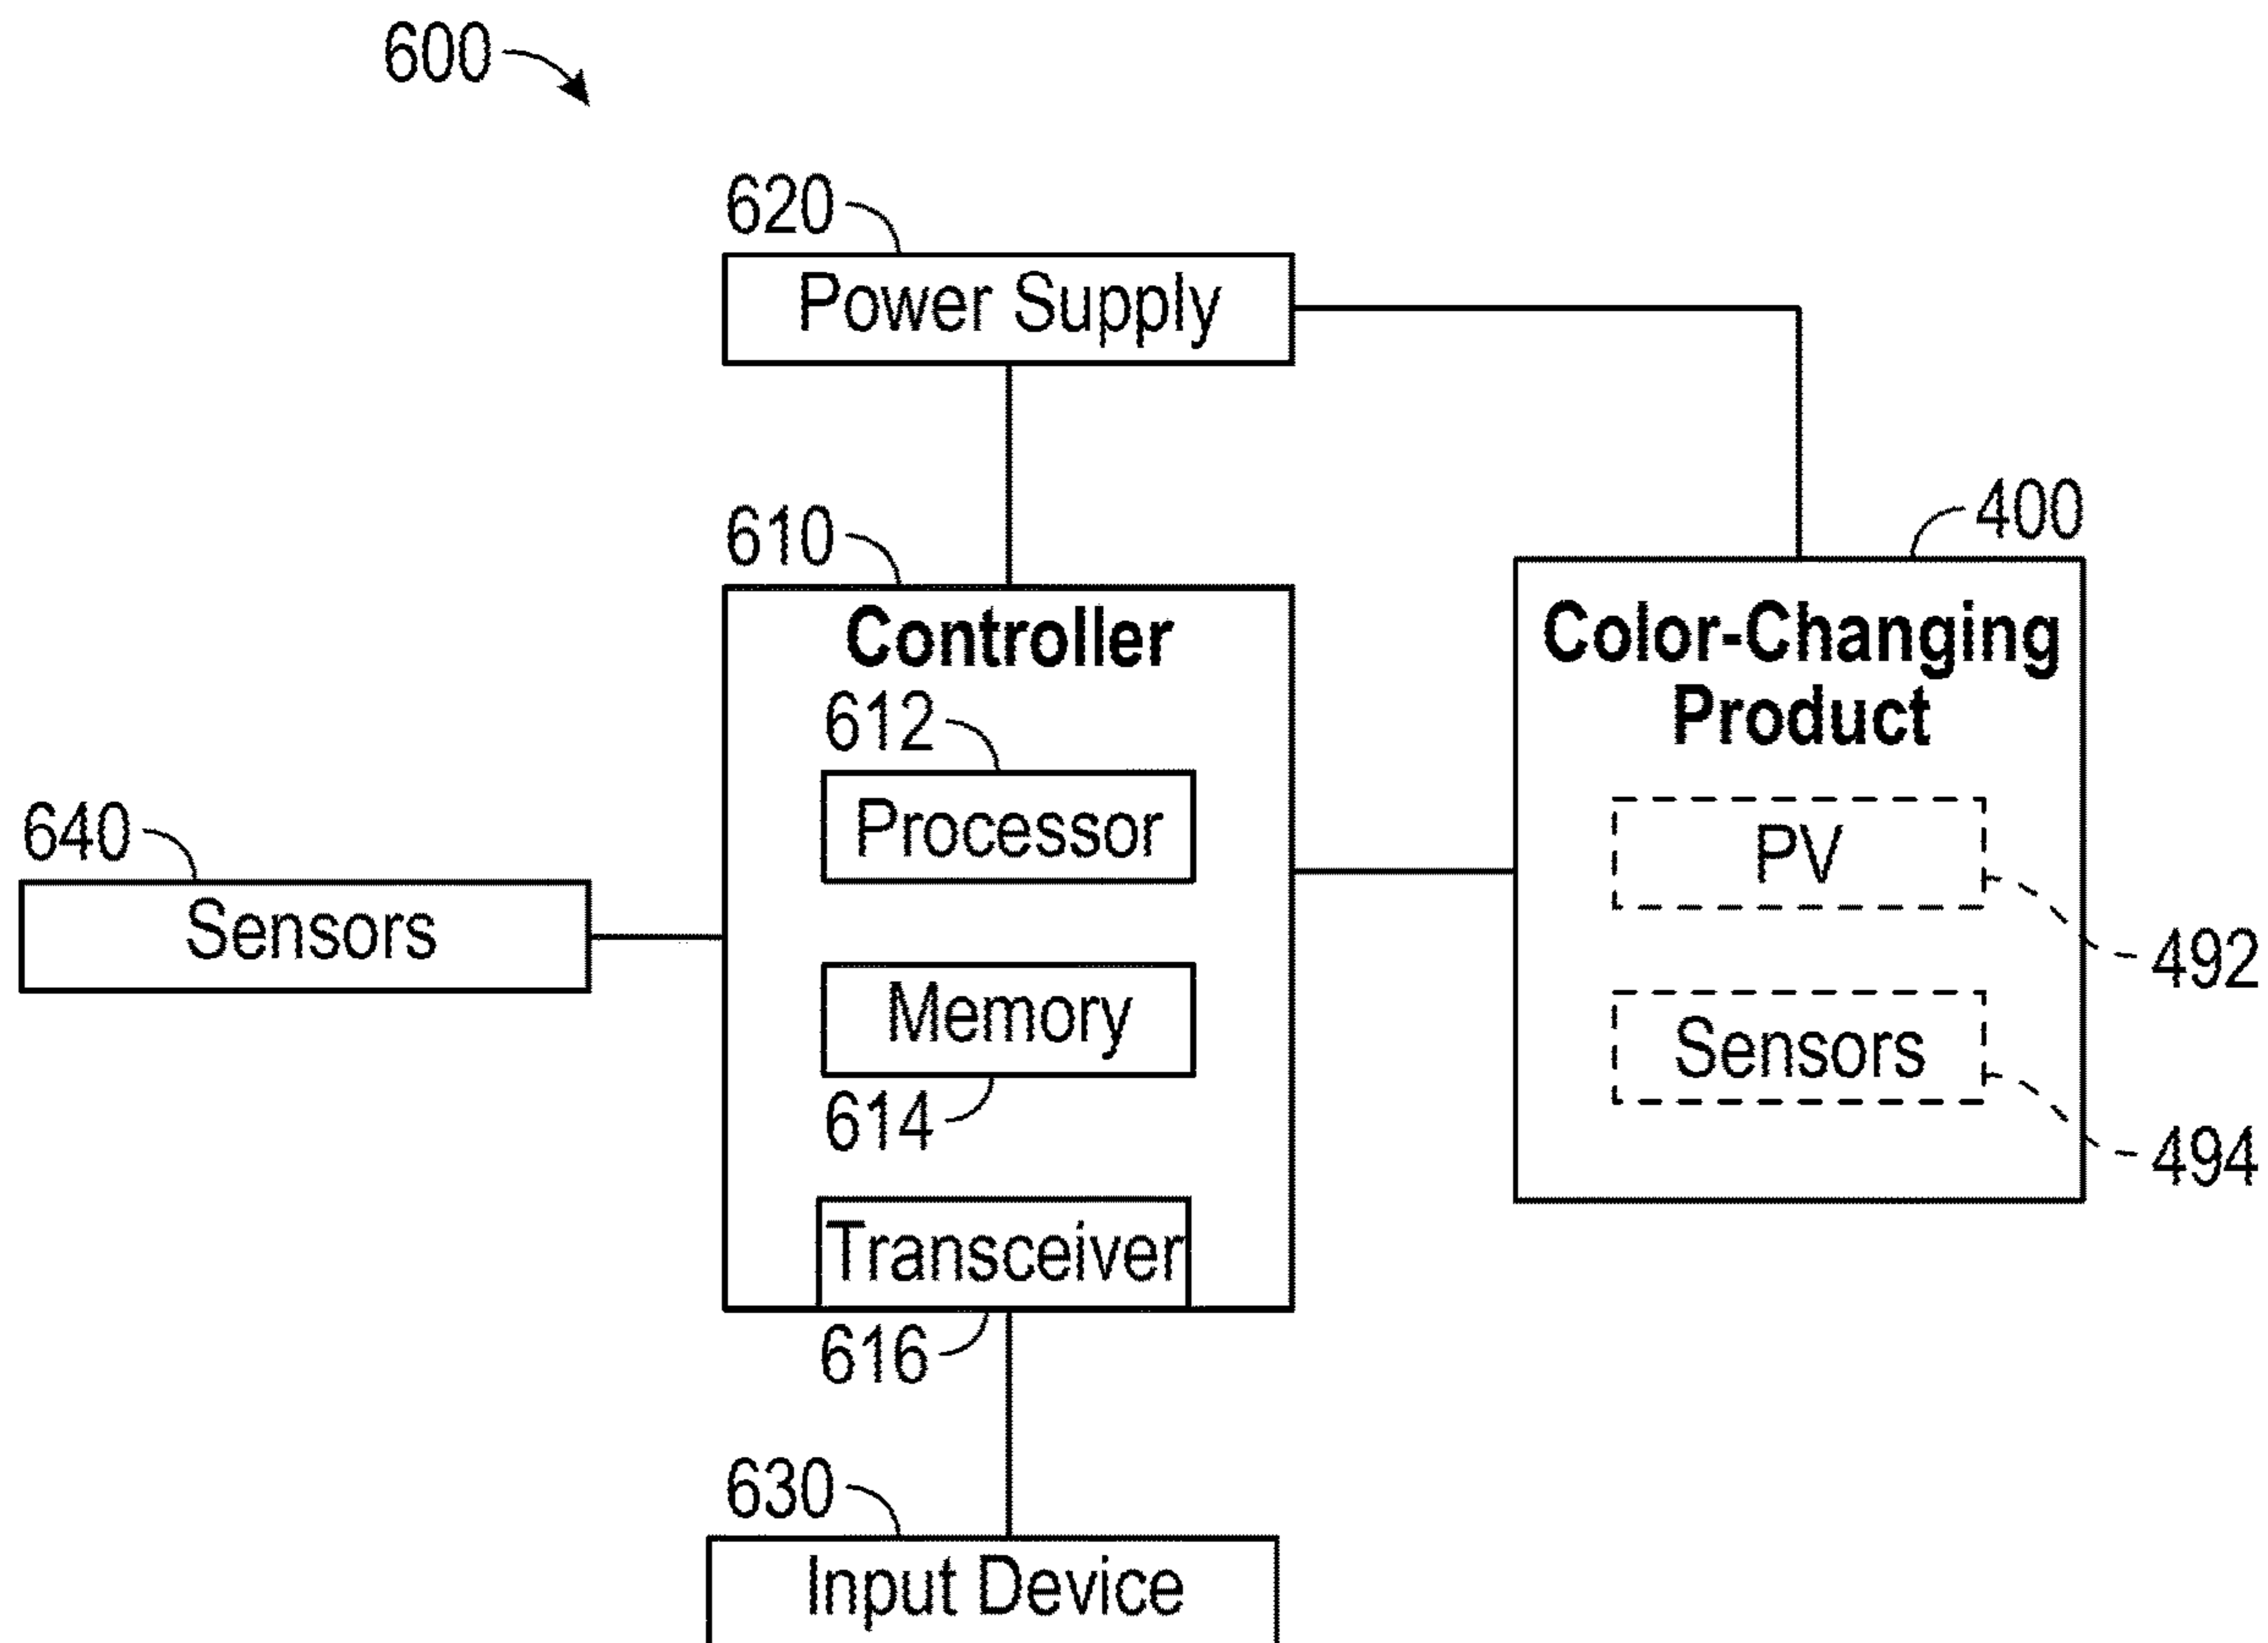 600
620
Power Supply
610
400
Controller
Color-Changing
Product
612
Processor
PV
640
Sensors
492
Memory
Sensors
614
494
Transceiver
616
630
Input Device